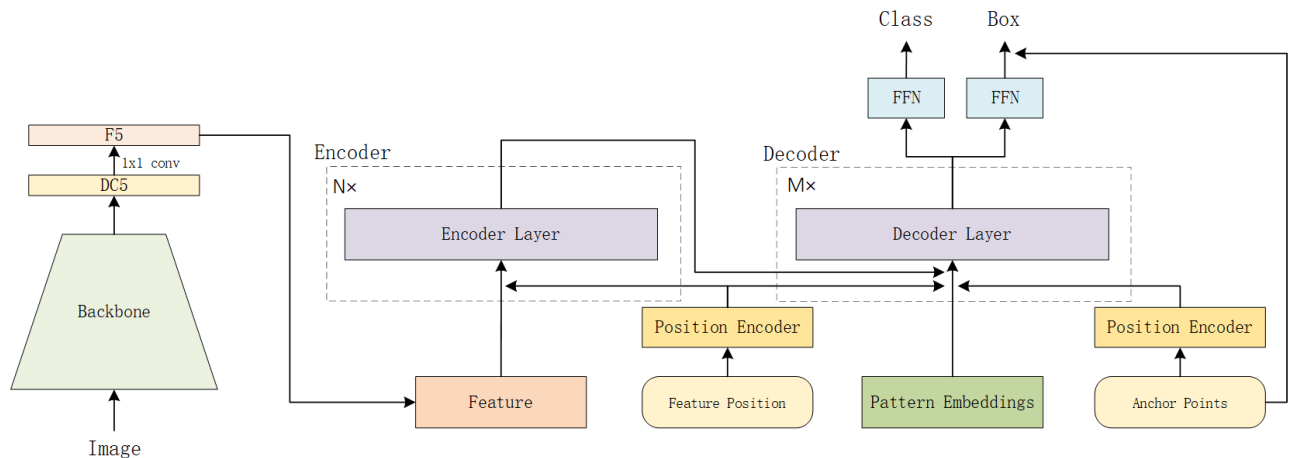 Class
Box
FFN
FFN
F5
1x1 conv
DC5
Backbone
Image
Encoder
N×
Encoder Layer
Decoder
M×
Decoder Layer
Position Encoder
Position Encoder
Feature
Feature Position
Pattern Embeddings
Anchor Points